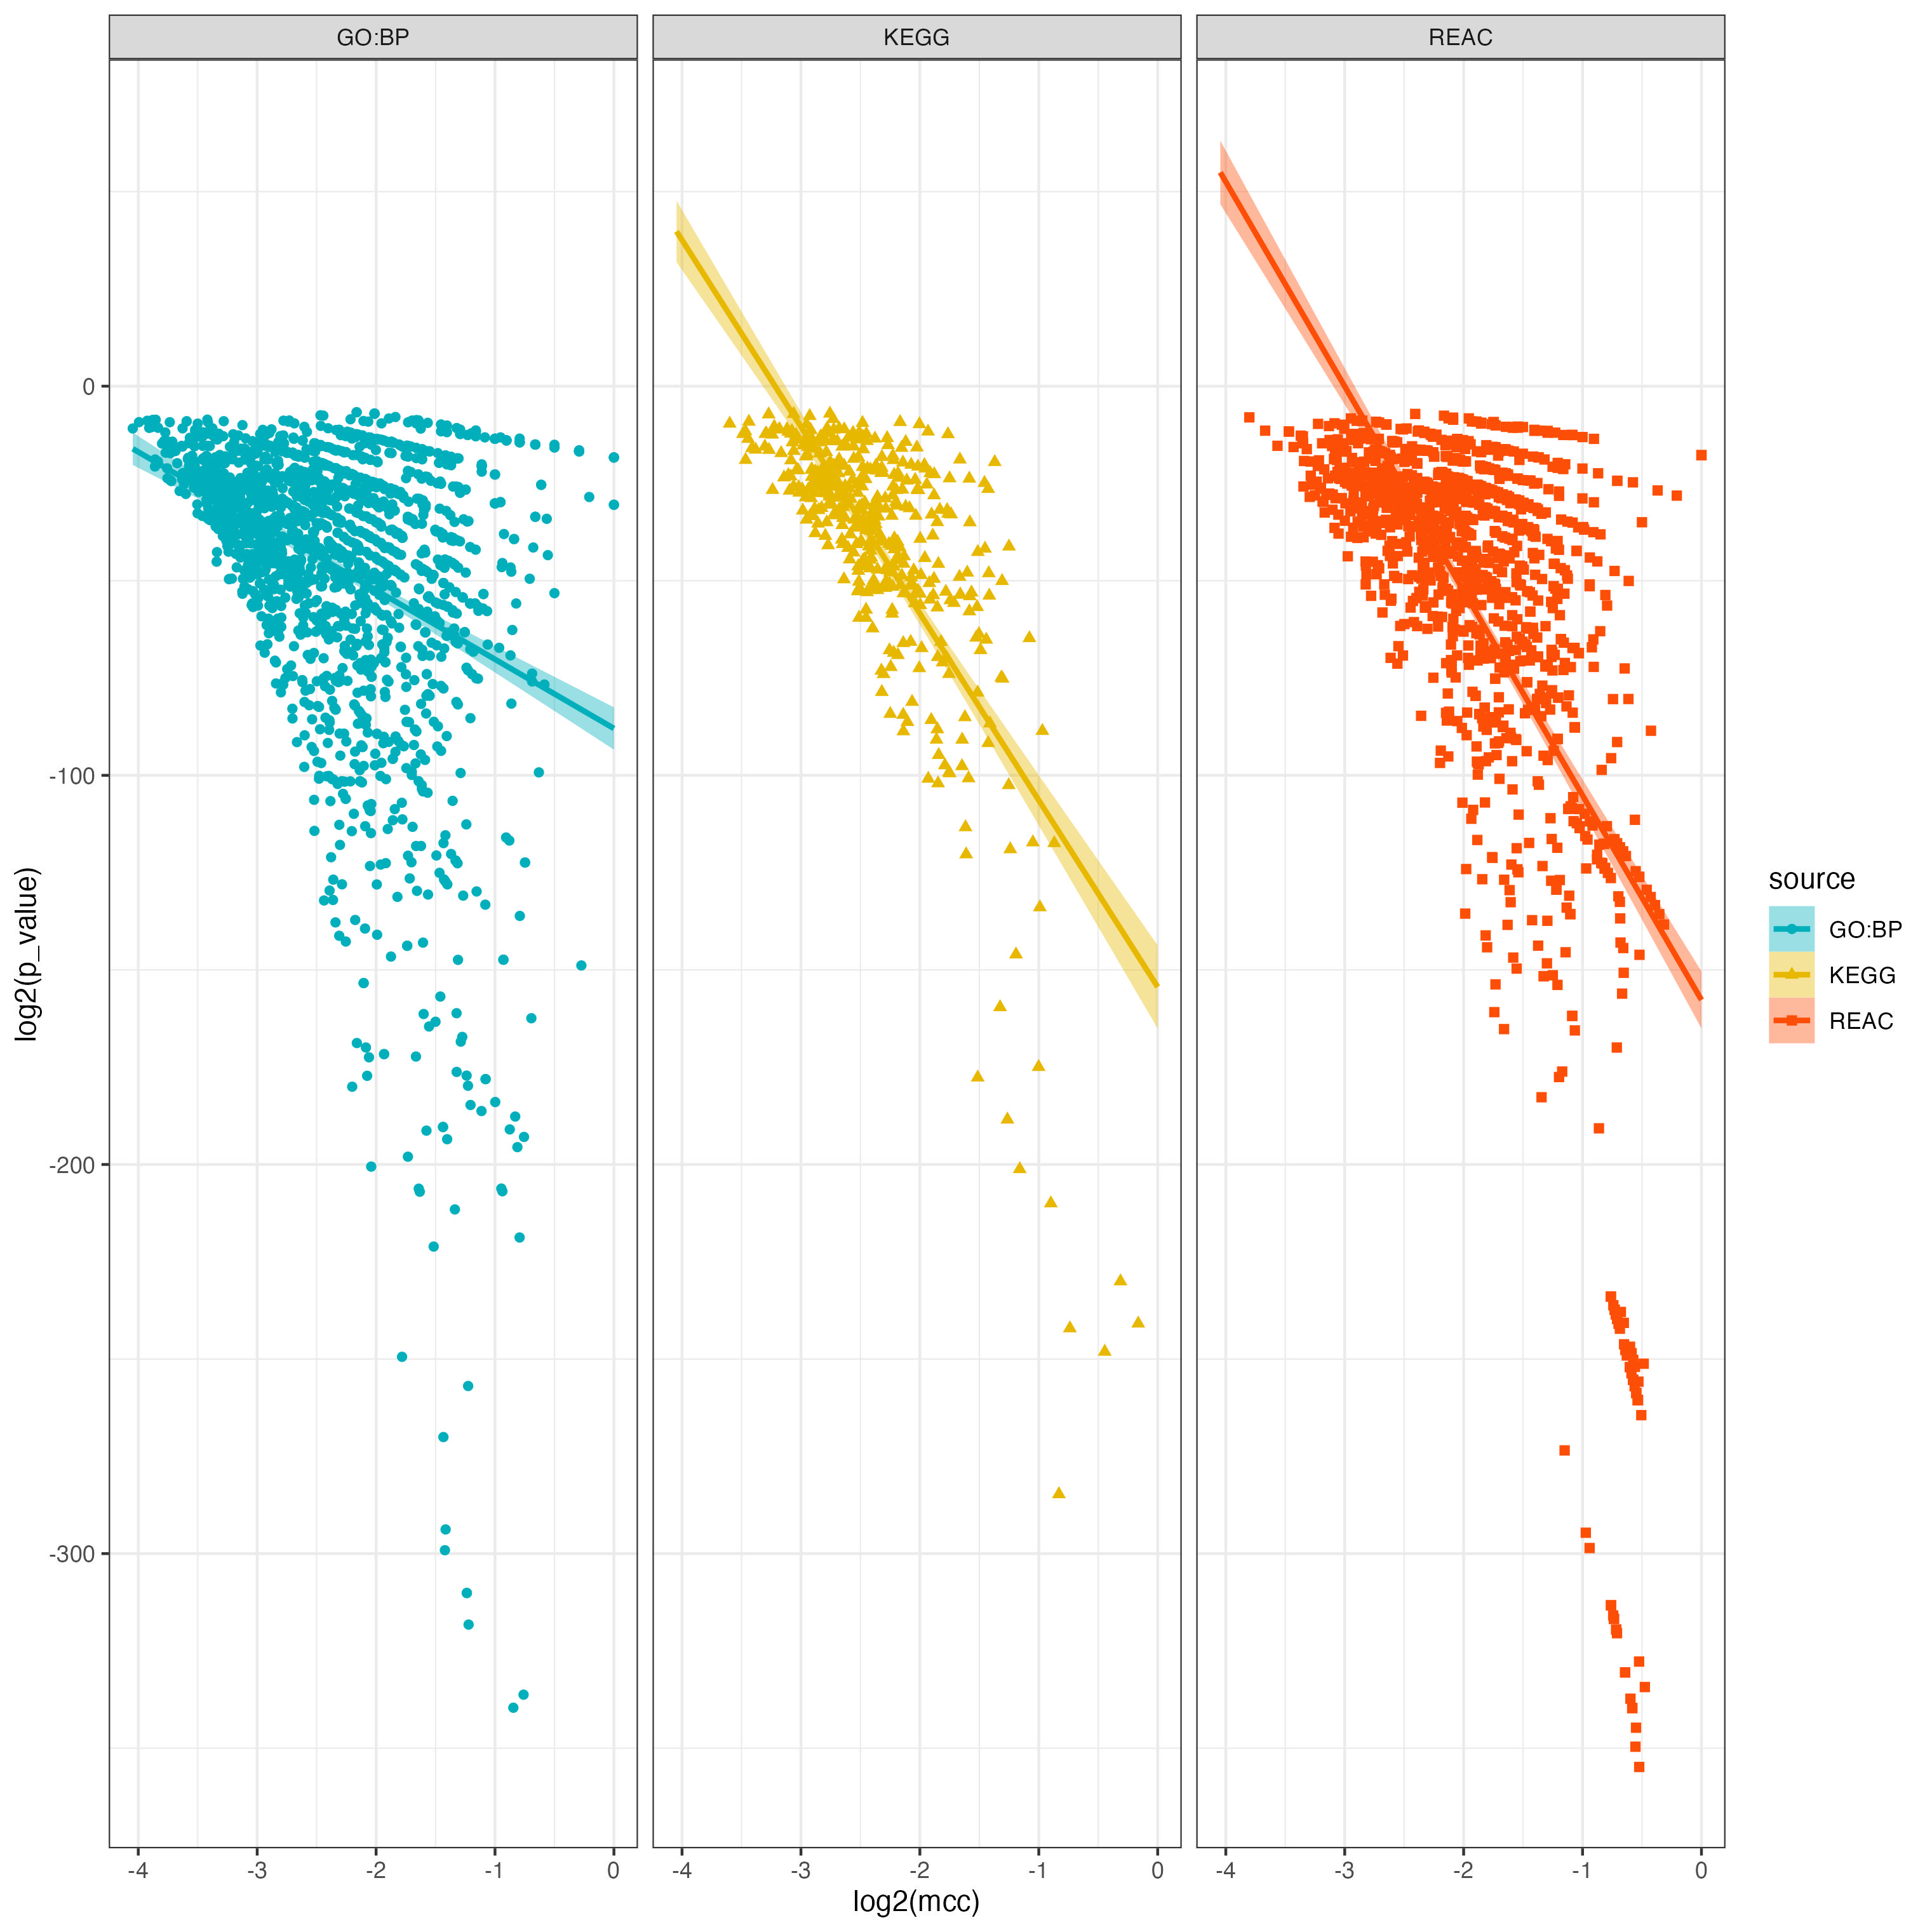 GO:BP KEGG REAC
0
-100
-200
-300
log2(p_value)
-4 -3 -2 -1 0 -4 -3 -2 -1 0 -4 -3 -2 -1 0
log2(mcc)
source
GO:BP
KEGG
REAC